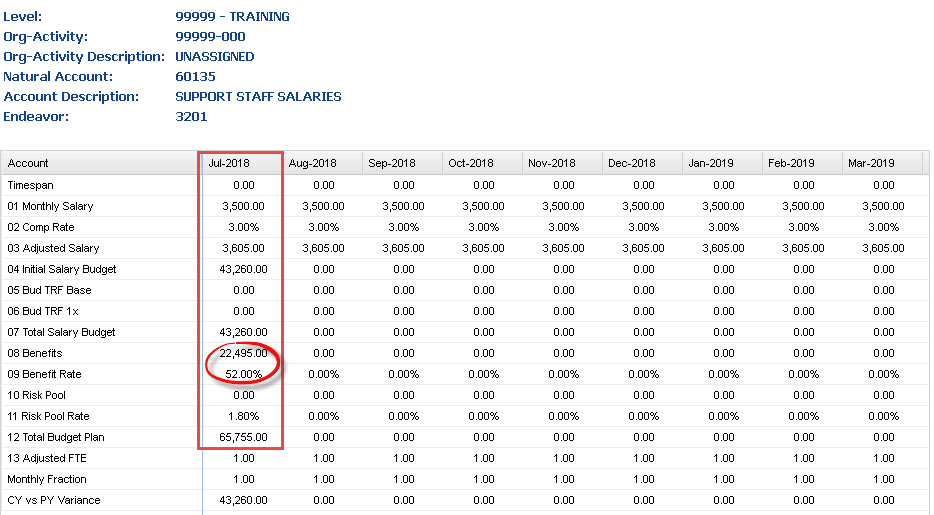 Level: 99999 - TRAINING
Org-Activity: 99999-000
Org-Activity Description: UNASSIGNED
Natural Account: 60135
Account Description: SUPPORT STAFF SALARIES
Endeavor: 3201
Account Jul-2018 Aug-2018 Sep-2018 Oct-2018 Nov-2018 Dec-2018 Jan-2019 Feb-2019 Mar-2019
Timespan 0.00 0.00 0.00 0.00 0.00 0.00 0.00 0.00 0.00
01 Monthly Salary 3,500.00 3,500.00 3,500.00 3,500.00 3,500.00 3,500.00 3,500.00 3,500.00 3,500.00
02 Comp Rate 3.00% 3.00% 3.00% 3.00% 3.00% 3.00% 3.00% 3.00% 3.00%
03 Adjusted Salary 3,605.00 3,605.00 3,605.00 3,605.00 3,605.00 3,605.00 3,605.00 3,605.00 3,605.00
04 Initial Salary Budget 43,260.00 0.00 0.00 0.00 0.00 0.00 0.00 0.00 0.00
05 Bud TRF Base 0.00 0.00 0.00 0.00 0.00 0.00 0.00 0.00 0.00
06 Bud TRF 1x 0.00 0.00 0.00 0.00 0.00 0.00 0.00 0.00 0.00
07 Total Salary Budget 43,260.00 0.00 0.00 0.00 0.00 0.00 0.00 0.00 0.00
08 Benefits 22,495.00 0.00 0.00 0.00 0.00 0.00 0.00 0.00 0.00
09 Benefit Rate 52.00% 0.00% 0.00% 0.00% 0.00% 0.00% 0.00% 0.00% 0.00%
10 Risk Pool 0.00 0.00 0.00 0.00 0.00 0.00 0.00 0.00 0.00
11 Risk Pool Rate 1.80% 0.00% 0.00% 0.00% 0.00% 0.00% 0.00% 0.00% 0.00%
12 Total Budget Plan 65,755.00 0.00 0.00 0.00 0.00 0.00 0.00 0.00 0.00
13 Adjusted FTE 1.00 1.00 1.00 1.00 1.00 1.00 1.00 1.00 1.00
Monthly Fraction 1.00 1.00 1.00 1.00 1.00 1.00 1.00 1.00 1.00
CY vs PY Variance 43,260.00 0.00 0.00 0.00 0.00 0.00 0.00 0.00 0.00